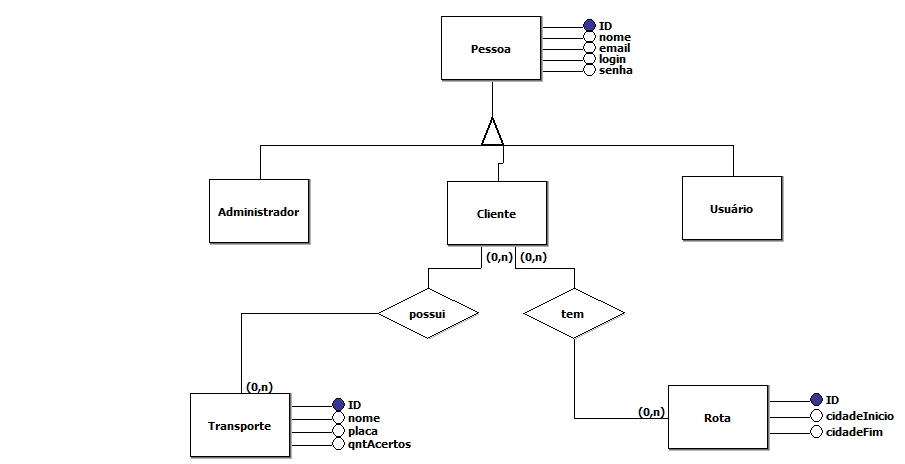 Pessoa
ID
nome
email
login
senha
Administrador
Cliente
Usuário
(0,n) (0,n)
possui
tem
(0,n)
Transporte
ID
nome
placa
qntAcertos
(0,n)
Rota
ID
cidadeInicio
cidadeFim